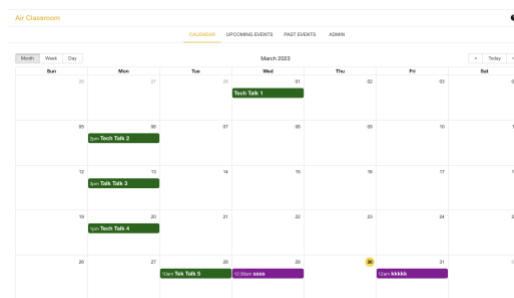 Air Classroom
CALENDAR UPCOMING EVENTS PAST EVENTS ADMIN
Month Week Day March 2023 < Today
Sun Mon Tue Wed Thu Fri Sat
26 27 28 01 02 03
Tech Talk 1
05 06 07 08 09 10
2pm Tech Talk 2
12 13 14 15 16 17
2pm Talk Talk 3
19 20 21 22 23 24
1pm Tech Talk 4
26 27 28 29 30 31
10am Tek Talk 5 12:30am ssss 12am kkkkk